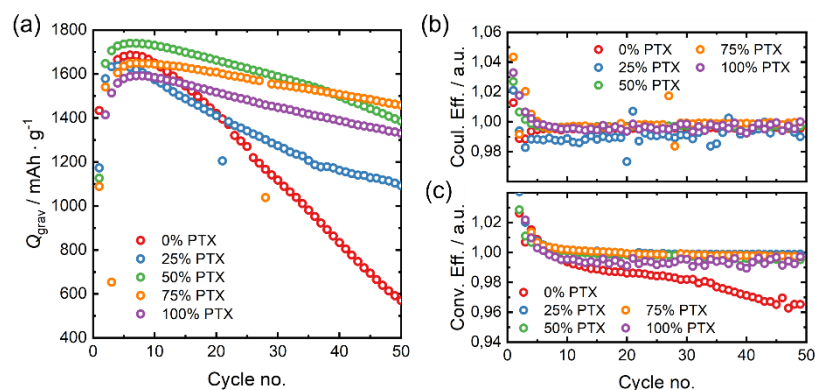 (a)
Q_grav / mAh · g⁻¹
1800
1600
1400
1200
1000
800
600
400
0% PTX
25% PTX
50% PTX
75% PTX
100% PTX
0 10 20 30 40 50
Cycle no.
(b)
Coul. Eff. / a.u.
1,06
1,04
1,02
1,00
0,98
0% PTX 75% PTX
25% PTX 100% PTX
50% PTX
(c)
Conv. Eff. / a.u.
1,02
1,00
0,98
0,96
0,94
0% PTX
25% PTX 75% PTX
50% PTX 100% PTX
0 10 20 30 40 50
Cycle no.